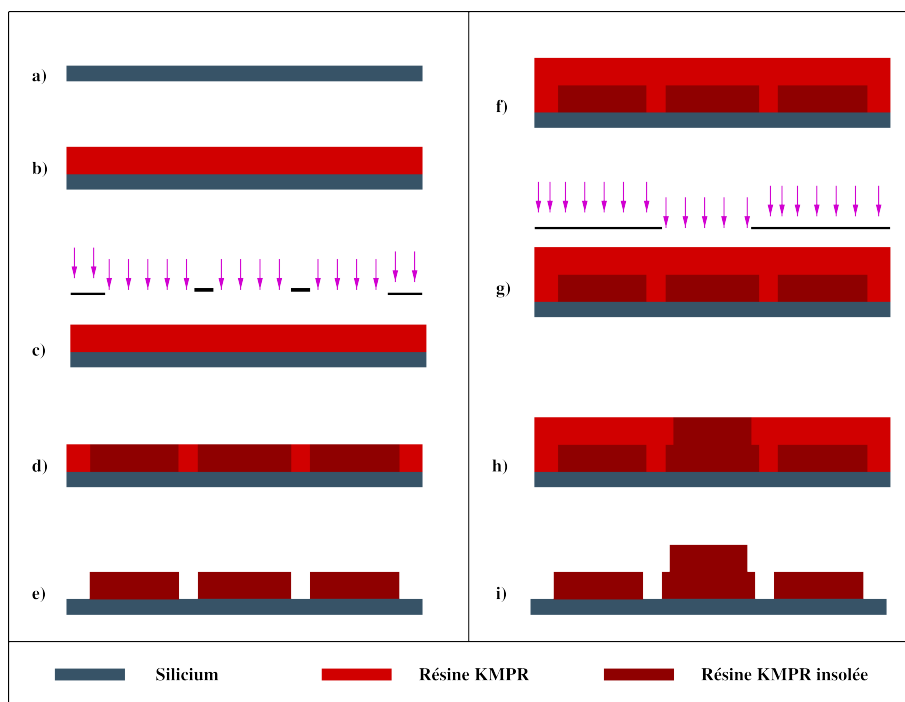 a)
b)
c)
d)
e)
f)
g)
h)
i)
Silicium
Résine KMPR
Résine KMPR insolée